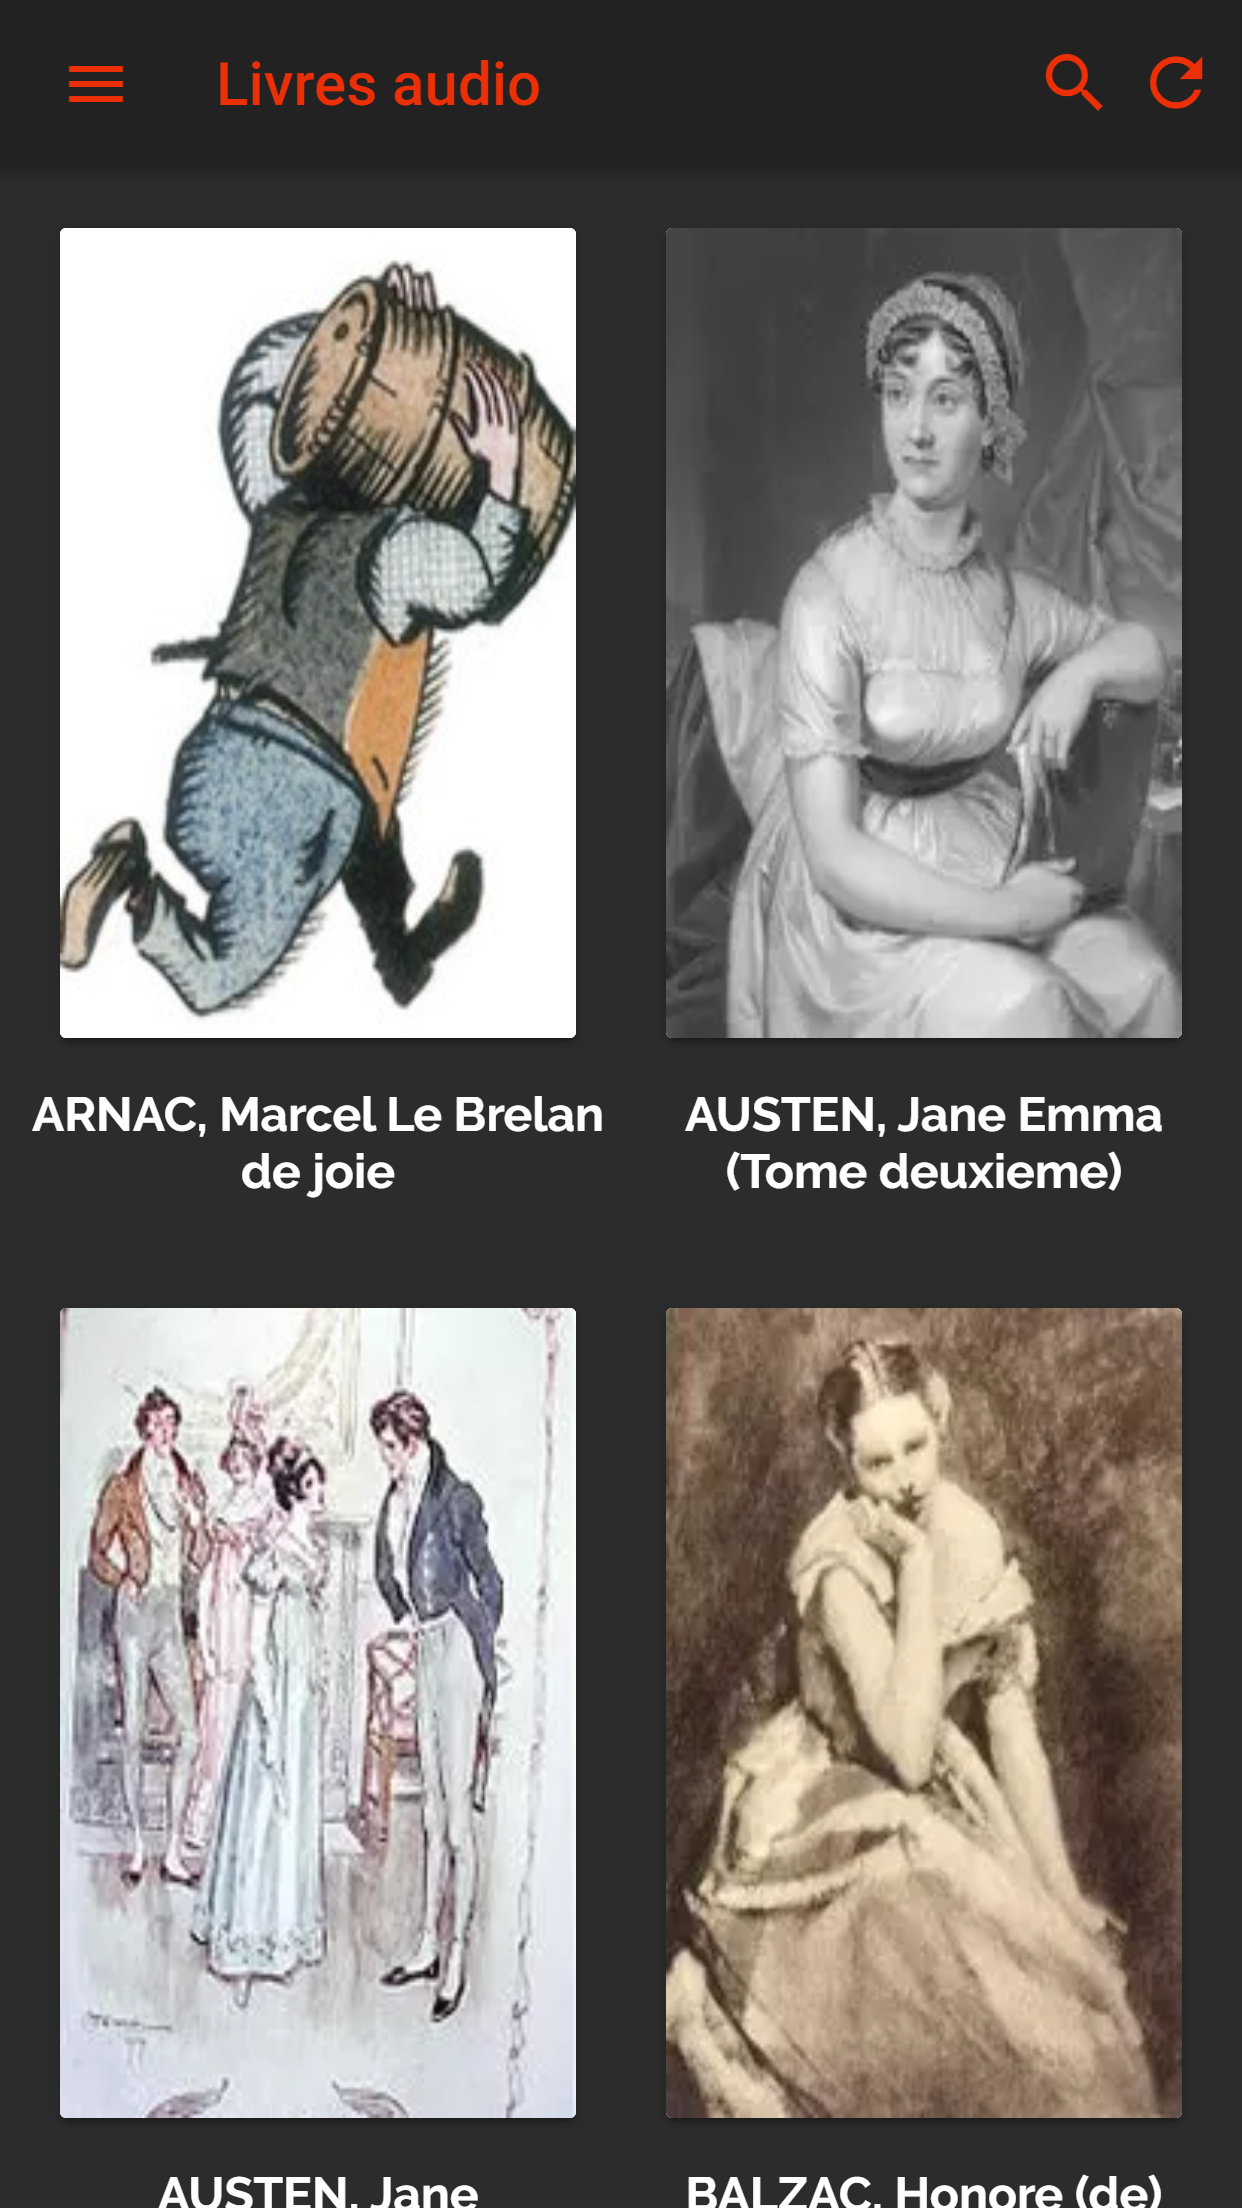 Livres audio
ARNAC, Marcel Le Brelan
de joie
AUSTEN, Jane Emma
(Tome deuxieme)
AUSTEN, Jane
BALZAC, Honore (de)